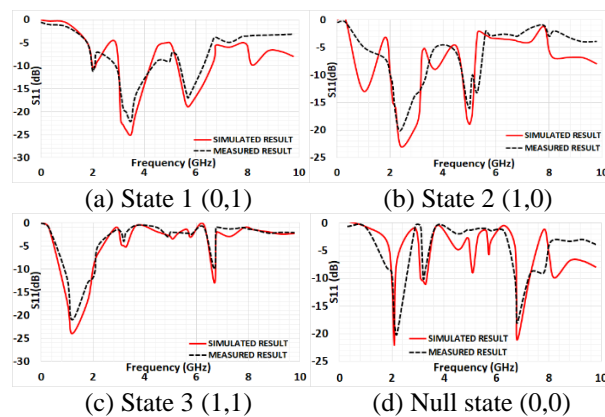 0
-5
-10
-15
-20
-25
-30
S11 (dB)
SIMULATED RESULT
MEASURED RESULT
0 2 4 6 8 10
Frequency (GHz)
(a) State 1 (0,1)
0
-5
-10
-15
-20
-25
S11(dB)
SIMULATED RESULT
MEASURED RESULT
0 2 4 6 8 10
Frequency (GHz)
(b) State 2 (1,0)
0
-5
-10
-15
-20
-25
-30
S11(dB)
SIMULATED RESULT
MEASURED RESULT
0 2 4 6 8 10
Frequency (GHz)
(c) State 3 (1,1)
0
-5
-10
-15
-20
-25
S11 (dB)
SIMULATED RESULT
MEASURED RESULT
0 2 4 6 8 10
Frequency (GHz)
(d) Null state (0,0)